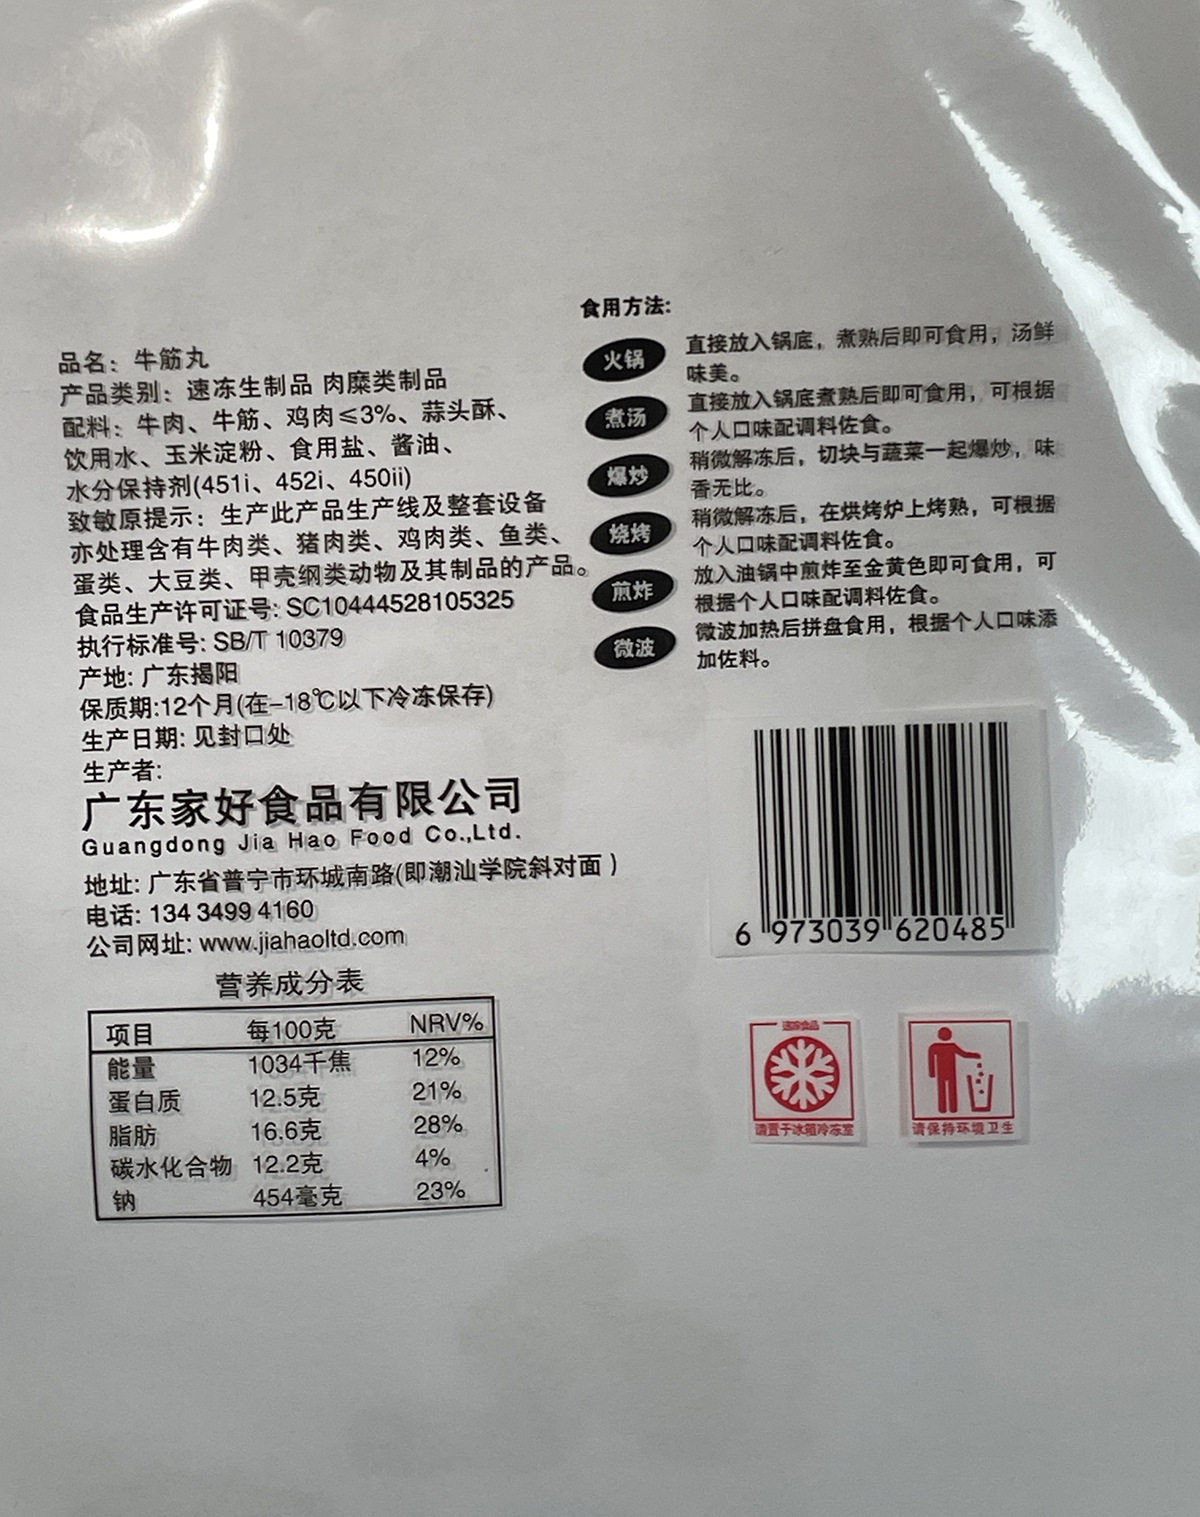 品名：牛筋丸
产品类别：速冻生制品 肉糜类制品
配料：牛肉、牛筋、鸡肉≤3%、蒜头酥、
饮用水、玉米淀粉、食用盐、酱油、
水分保持剂(451i、452i、450ii)
致敏原提示：生产此产品生产线及整套设备
亦处理含有牛肉类、猪肉类、鸡肉类、鱼类、
蛋类、大豆类、甲壳纲类动物及其制品的产品。
食品生产许可证号: SC10444528105325
执行标准号: SB/T 10379
产地: 广东揭阳
保质期:12个月(在-18℃以下冷冻保存)
生产日期: 见封口处
生产者:
广东家好食品有限公司
Guangdong Jia Hao Food Co.,Ltd.
地址: 广东省普宁市环城南路(即潮汕学院斜对面)
电话: 134 3499 4160
公司网址: www.jiahaoltd.com
营养成分表
项目 每100克 NRV%
能量 1034千焦 12%
蛋白质 12.5克 21%
脂肪 16.6克 28%
碳水化合物 12.2克 4%
钠 454毫克 23%
食用方法:
火锅 直接放入锅底，煮熟后即可食用，汤鲜
味美。
煮汤 直接放入锅底煮熟后即可食用，可根据
个人口味配调料佐食。
爆炒 稍微解冻后，切块与蔬菜一起爆炒，味
香无比。
烧烤 稍微解冻后，在烘烤炉上烤熟，可根据
个人口味配调料佐食。
煎炸 放入油锅中煎炸至金黄色即可食用，可
根据个人口味配调料佐食。
微波 微波加热后拼盘食用，根据个人口味添
加佐料。
6 973039 620485
速冻食品
请置于冰箱冷冻室
请保持环境卫生